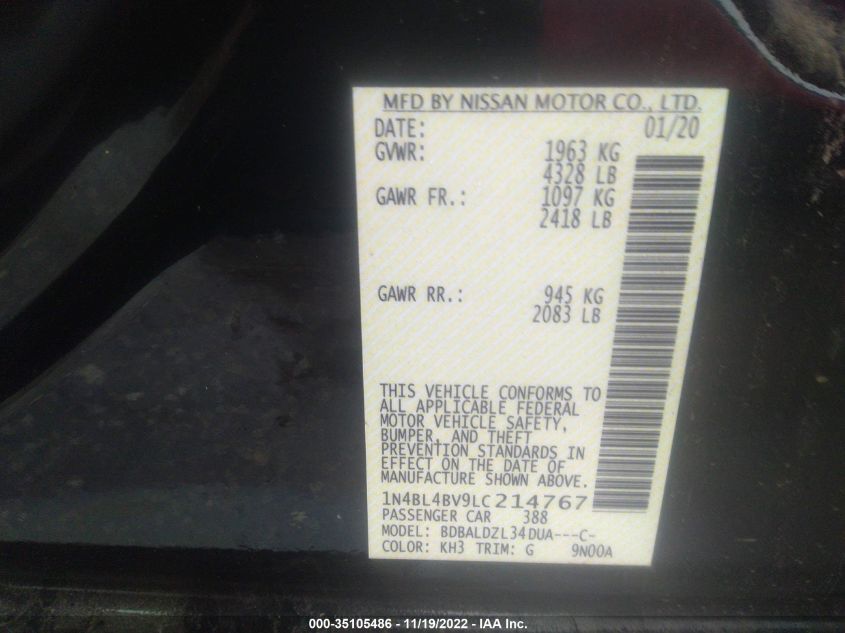 MFD BY NISSAN MOTOR CO., LTD.
DATE: 01/20
GVWR: 1963 KG
4328 LB
GAWR FR.: 1097 KG
2418 LB
GAWR RR.: 945 KG
2083 LB
THIS VEHICLE CONFORMS TO
ALL APPLICABLE FEDERAL
MOTOR VEHICLE SAFETY,
BUMPER, AND THEFT
PREVENTION STANDARDS IN
EFFECT ON THE DATE OF
MANUFACTURE SHOWN ABOVE.
1N4BL4BV9LC214767
PASSENGER CAR 388
MODEL: BDBALDZL34DUA---C-
COLOR: KH3 TRIM: G 9N00A
000-35105486 - 11/19/2022 - IAA Inc.